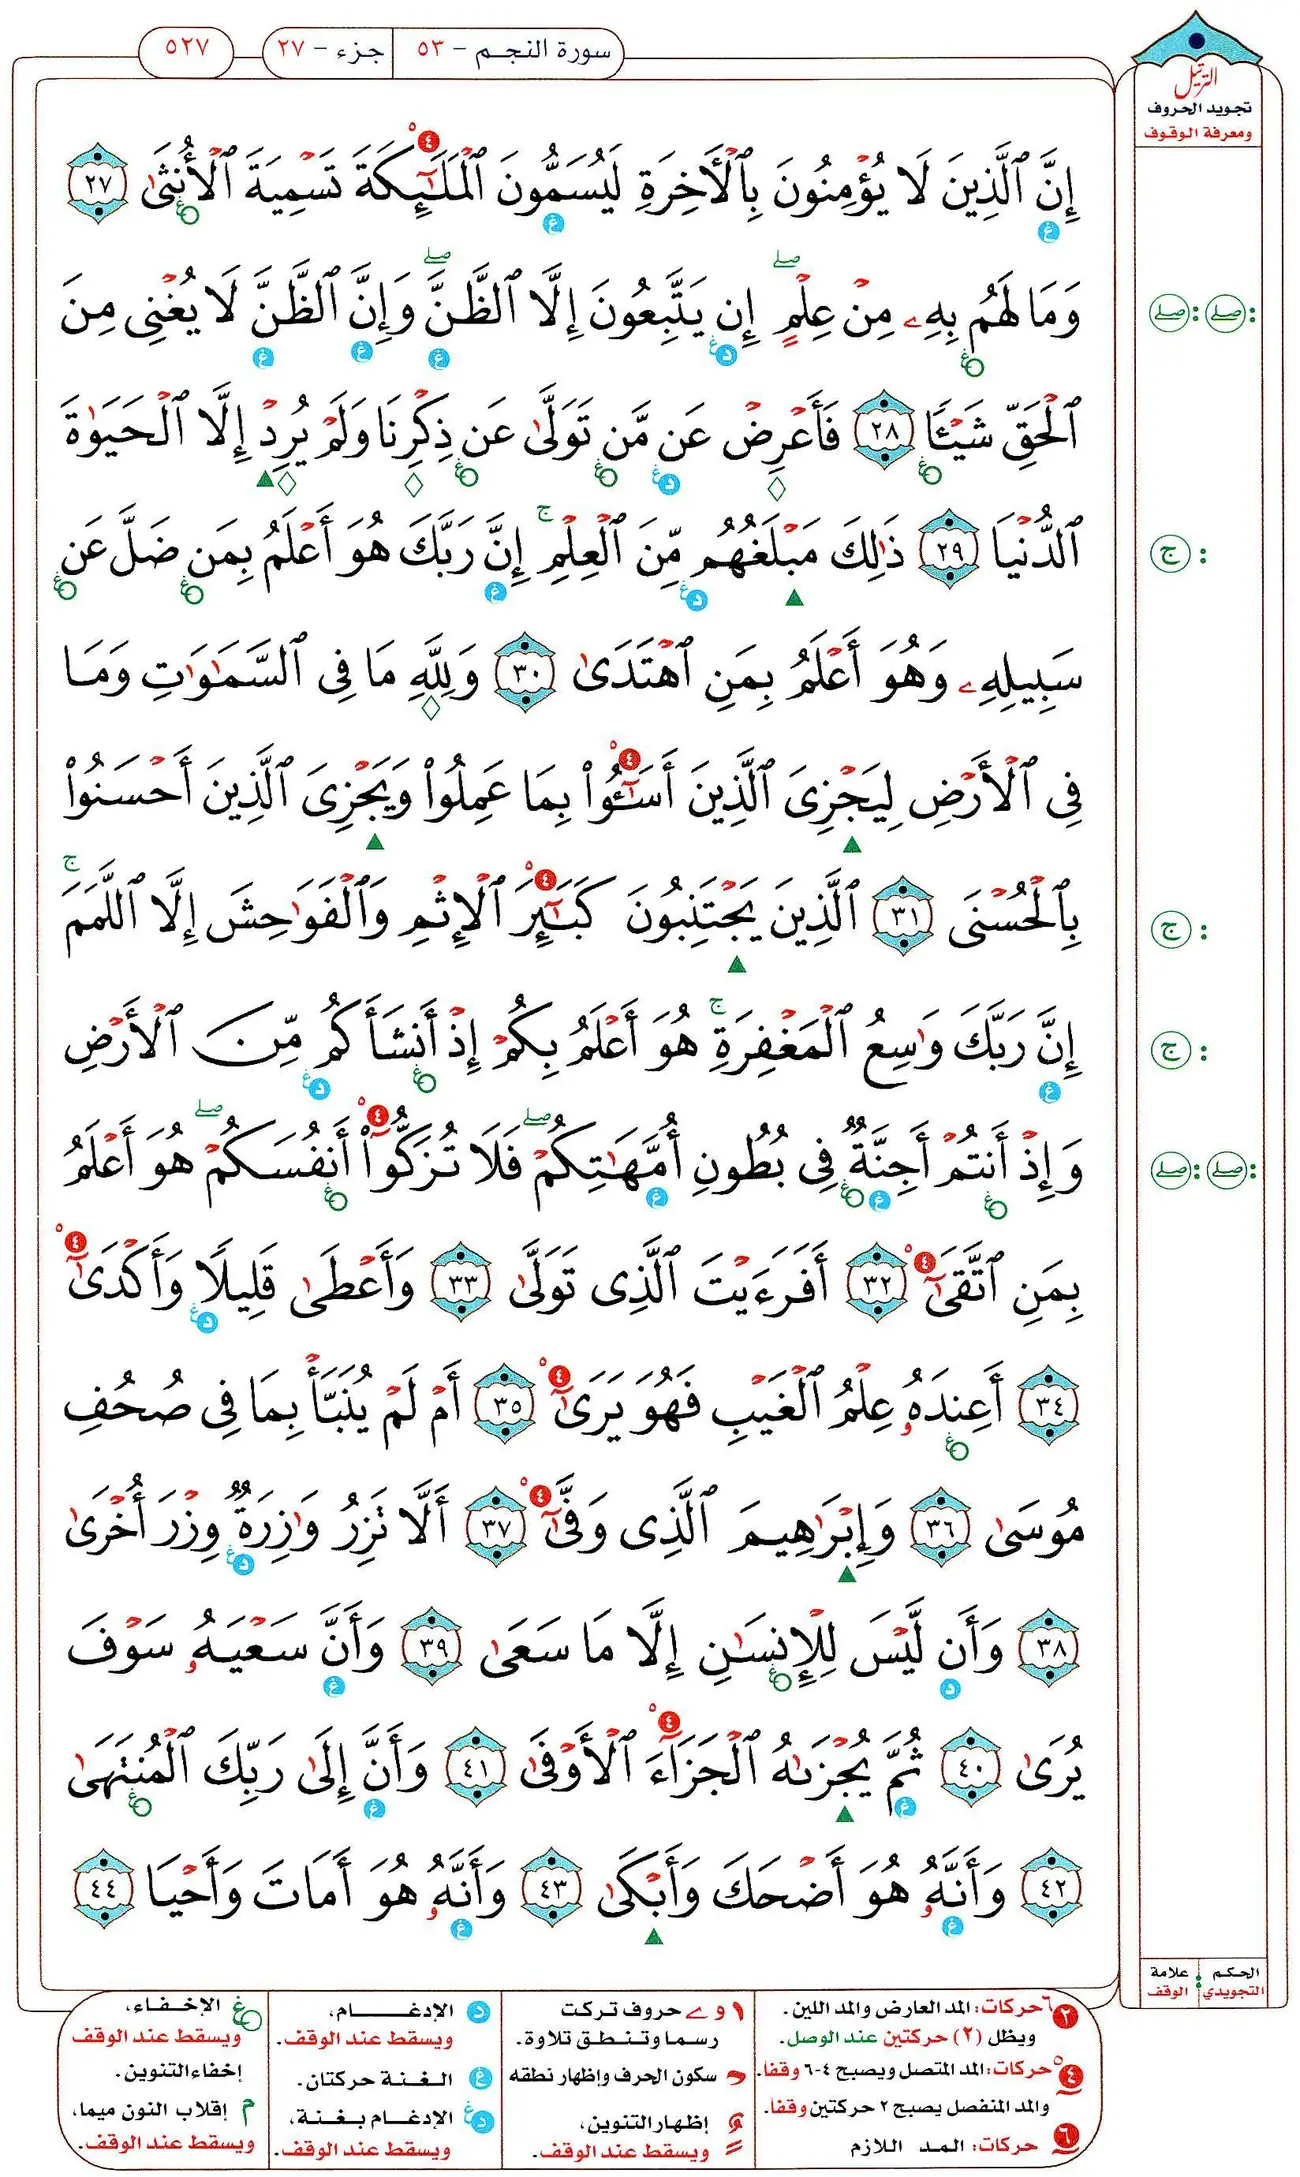 سورة النجم - ٥٣ جزء - ٢٧ ٥٢٧
الترتيل
تجويد الحروف
ومعرفة الوقوف
إِنَّ ٱلَّذِينَ لَا يُؤْمِنُونَ بِٱلْأَخِرَةِ لَيُسَمُّونَ ٱلْمَلَٰٓئِكَةَ تَسْمِيَةَ ٱلْأُنثَىٰ ٢٧
وَمَا لَهُم بِهِۦ مِنْ عِلْمٍ ۖ إِن يَتَّبِعُونَ إِلَّا ٱلظَّنَّ ۖ وَإِنَّ ٱلظَّنَّ لَا يُغْنِى مِنَ
ٱلْحَقِّ شَيْـًٔا ٢٨ فَأَعْرِضْ عَن مَّن تَوَلَّىٰ عَن ذِكْرِنَا وَلَمْ يُرِدْ إِلَّا ٱلْحَيَوٰةَ
ٱلدُّنْيَا ٢٩ ذَٰلِكَ مَبْلَغُهُم مِّنَ ٱلْعِلْمِ ۚ إِنَّ رَبَّكَ هُوَ أَعْلَمُ بِمَن ضَلَّ عَن
سَبِيلِهِۦ وَهُوَ أَعْلَمُ بِمَنِ ٱهْتَدَىٰ ٣٠ وَلِلَّهِ مَا فِى ٱلسَّمَٰوَٰتِ وَمَا
فِى ٱلْأَرْضِ لِيَجْزِىَ ٱلَّذِينَ أَسَٰٓـُٔوا۟ بِمَا عَمِلُوا۟ وَيَجْزِىَ ٱلَّذِينَ أَحْسَنُوا۟
بِٱلْحُسْنَى ٣١ ٱلَّذِينَ يَجْتَنِبُونَ كَبَٰٓئِرَ ٱلْإِثْمِ وَٱلْفَوَٰحِشَ إِلَّا ٱللَّمَمَ ۚ
إِنَّ رَبَّكَ وَٰسِعُ ٱلْمَغْفِرَةِ ۚ هُوَ أَعْلَمُ بِكُمْ إِذْ أَنشَأَكُم مِّنَ ٱلْأَرْضِ
وَإِذْ أَنتُمْ أَجِنَّةٌ فِى بُطُونِ أُمَّهَٰتِكُمْ ۖ فَلَا تُزَكُّوٓا۟ أَنفُسَكُمْ ۖ هُوَ أَعْلَمُ
بِمَنِ ٱتَّقَىٰٓ ٣٢ أَفَرَءَيْتَ ٱلَّذِى تَوَلَّىٰ ٣٣ وَأَعْطَىٰ قَلِيلًا وَأَكْدَىٰٓ
٣٤ أَعِندَهُۥ عِلْمُ ٱلْغَيْبِ فَهُوَ يَرَىٰٓ ٣٥ أَمْ لَمْ يُنَبَّأْ بِمَا فِى صُحُفِ
مُوسَىٰ ٣٦ وَإِبْرَٰهِيمَ ٱلَّذِى وَفَّىٰٓ ٣٧ أَلَّا تَزِرُ وَازِرَةٌ وِزْرَ أُخْرَىٰ
٣٨ وَأَن لَّيْسَ لِلْإِنسَٰنِ إِلَّا مَا سَعَىٰ ٣٩ وَأَنَّ سَعْيَهُۥ سَوْفَ
يُرَىٰ ٤٠ ثُمَّ يُجْزَىٰهُ ٱلْجَزَآءَ ٱلْأَوْفَىٰ ٤١ وَأَنَّ إِلَىٰ رَبِّكَ ٱلْمُنتَهَىٰ
٤٢ وَأَنَّهُۥ هُوَ أَضْحَكَ وَأَبْكَىٰ ٤٣ وَأَنَّهُۥ هُوَ أَمَاتَ وَأَحْيَا ٤٤
: صلے : صلے
: ج
: ج
: ج
: صلے : صلے
الحكم التجويدي : علامة الوقف
٢ ٦ حركات: المد العارض والمد اللين.
ويظل (٢) حركتين عند الوصل.
٤ ٥ حركات: المد المتصل ويصبح ٤-٦ وقفا.
والمد المنفصل يصبح ٢ حركتين وقفا.
٦ حركات: المد اللازم
ا و ے حروف تركت
رسما وتنطق تلاوة.
سكون الحرف وإظهار نطقه
إظهار التنوين،
ويسقط عند الوقف.
د الإدغام،
ويسقط عند الوقف.
غ الغنة حركتان.
دغ الإدغام بغنة،
ويسقط عند الوقف.
غ الإخفاء،
ويسقط عند الوقف
إخفاء التنوين.
م إقلاب النون ميما،
ويسقط عند الوقف.